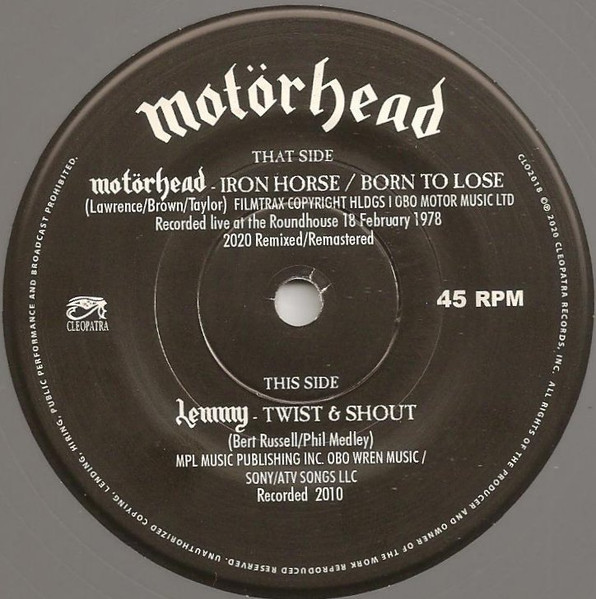 motörhead
THAT SIDE
motörhead - IRON HORSE / BORN TO LOSE
(Lawrence/Brown/Taylor) FILMTRAX COPYRIGHT HLDGS I OBO MOTOR MUSIC LTD
Recorded live at the Roundhouse 18 February 1978
2020 Remixed/Remastered
CLEOPATRA
45 RPM
THIS SIDE
Lemmy - TWIST & SHOUT
(Bert Russell/Phil Medley)
MPL MUSIC PUBLISHING INC. OBO WREN MUSIC /
SONY/ATV SONGS LLC
Recorded 2010
CLO2018 ©℗ 2020 CLEOPATRA RECORDS, INC. ALL RIGHTS OF THE PRODUCER AND OWNER OF THE WORK REPRODUCED RESERVED. UNAUTHORIZED COPYING, LENDING, HIRING, PUBLIC PERFORMANCE AND BROADCAST PROHIBITED.